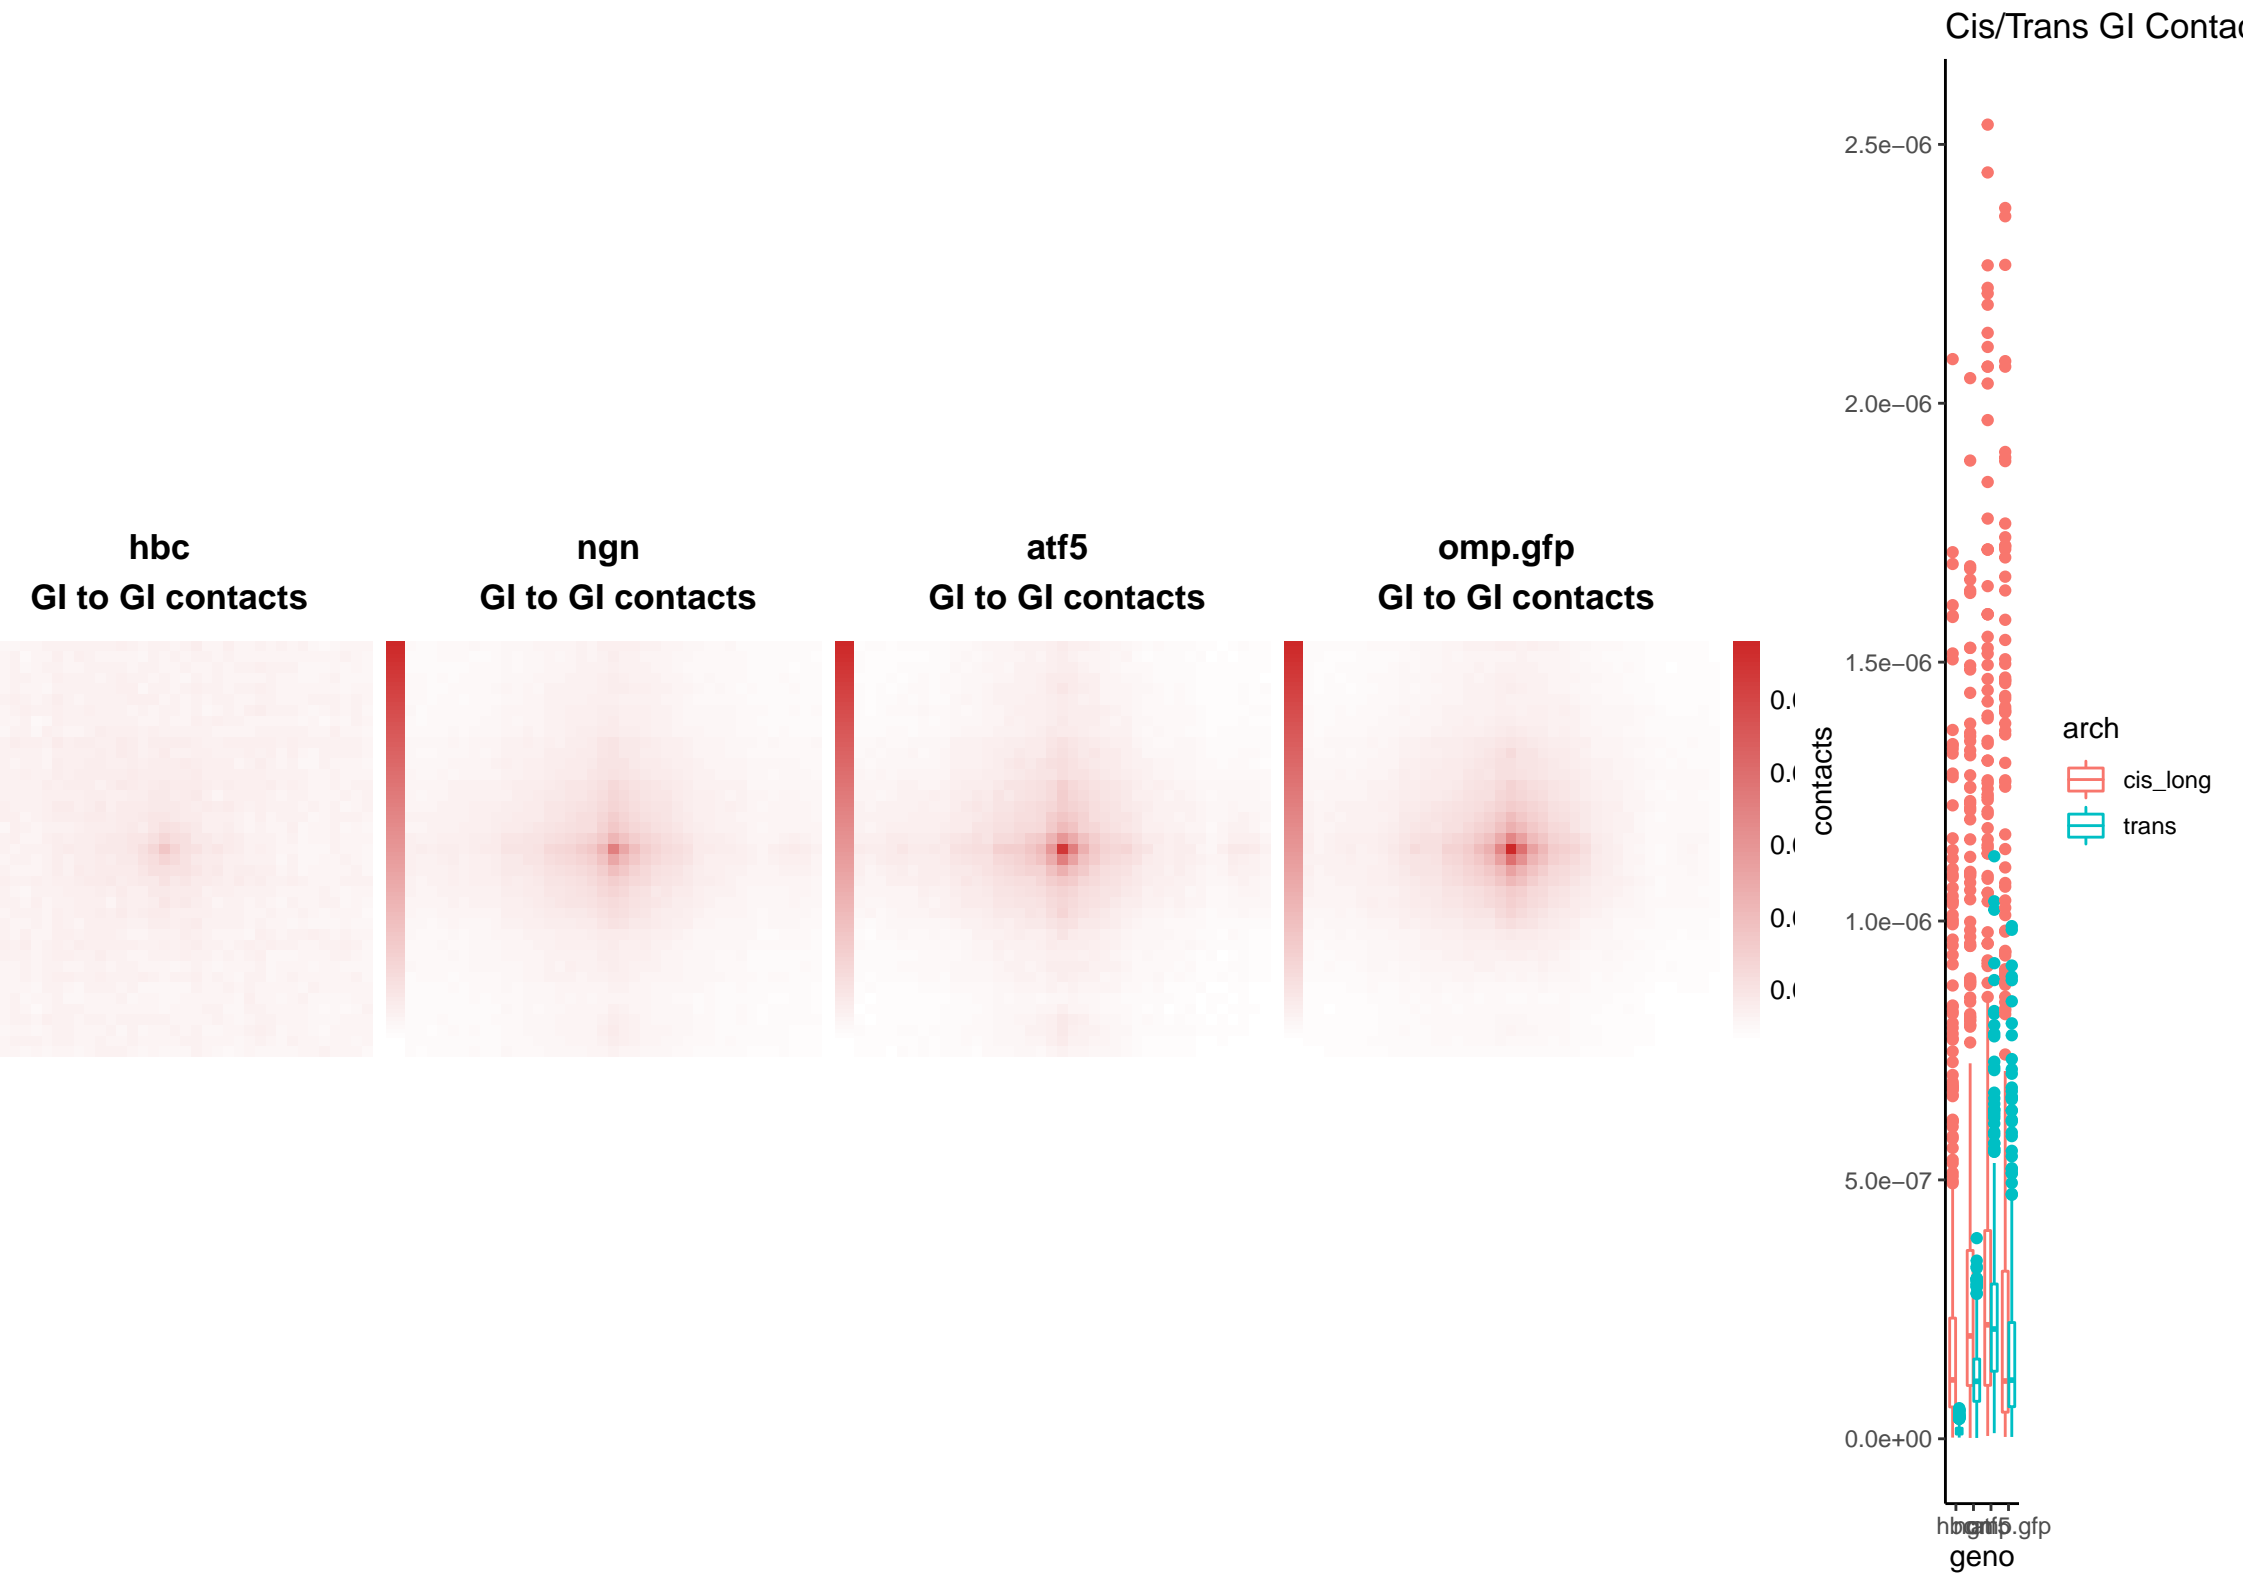 Cis/Trans GI Contac
2.5e−06
2.0e−06
1.5e−06
1.0e−06
5.0e−07
0.0e+00
geno
hbc
GI to GI contacts
ngn
GI to GI contacts
atf5
GI to GI contacts
omp.gfp
GI to GI contacts
contacts
arch
cis_long
trans